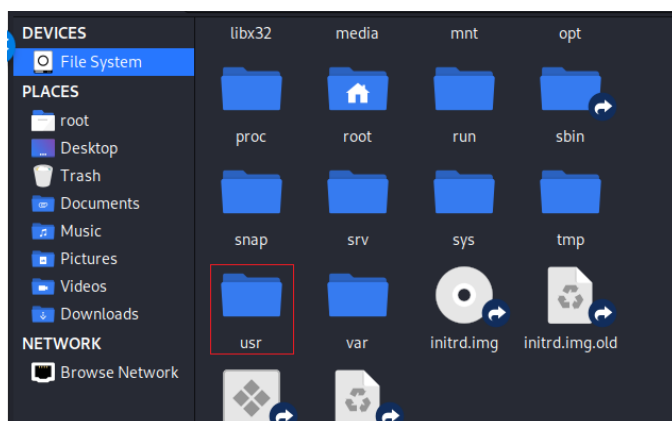 DEVICES
File System
PLACES
root
Desktop
Trash
Documents
Music
Pictures
Videos
Downloads
NETWORK
Browse Network
libx32 media mnt opt
proc root run sbin
snap srv sys tmp
usr var initrd.img initrd.img.old